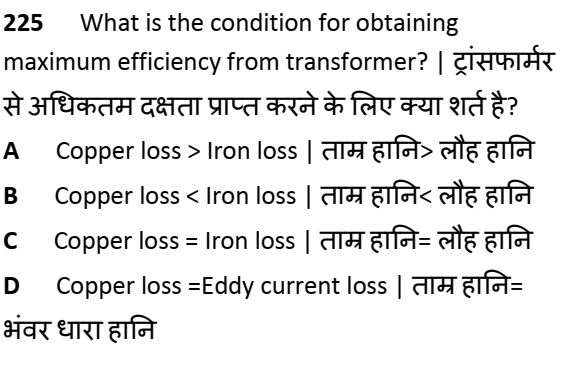 225 What is the condition for obtaining
maximum efficiency from transformer? | ट्रांसफार्मर
से अधिकतम दक्षता प्राप्त करने के लिए क्या शर्त है?
A Copper loss > Iron loss | ताम्र हानि> लौह हानि
B Copper loss < Iron loss | ताम्र हानि< लौह हानि
C Copper loss = Iron loss | ताम्र हानि= लौह हानि
D Copper loss =Eddy current loss | ताम्र हानि=
भंवर धारा हानि